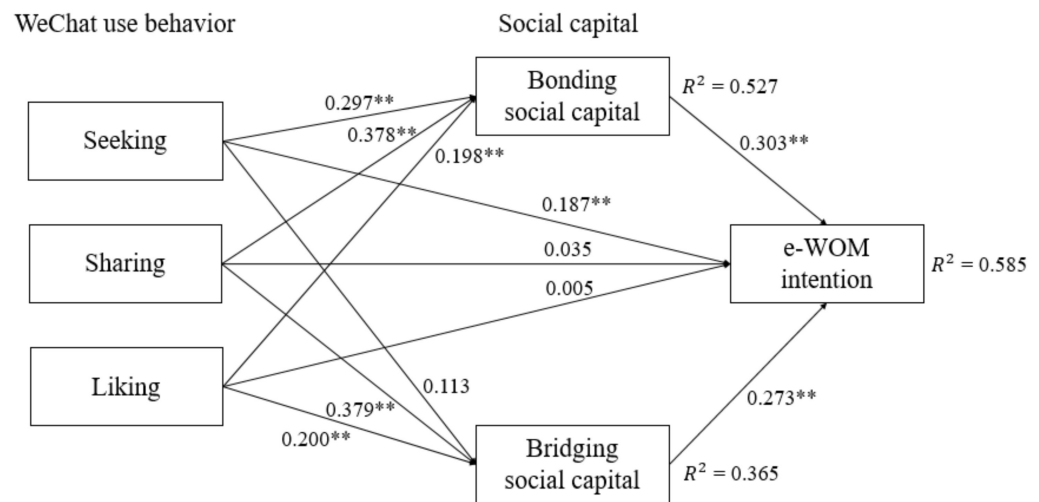 WeChat use behavior
Social capital
Bonding
social capital
R² = 0.527
Seeking
0.297**
0.378**
0.198**
0.303**
0.187**
Sharing
0.035
e-WOM
intention
R² = 0.585
0.005
Liking
0.113
0.379**
0.200**
0.273**
Bridging
social capital
R² = 0.365